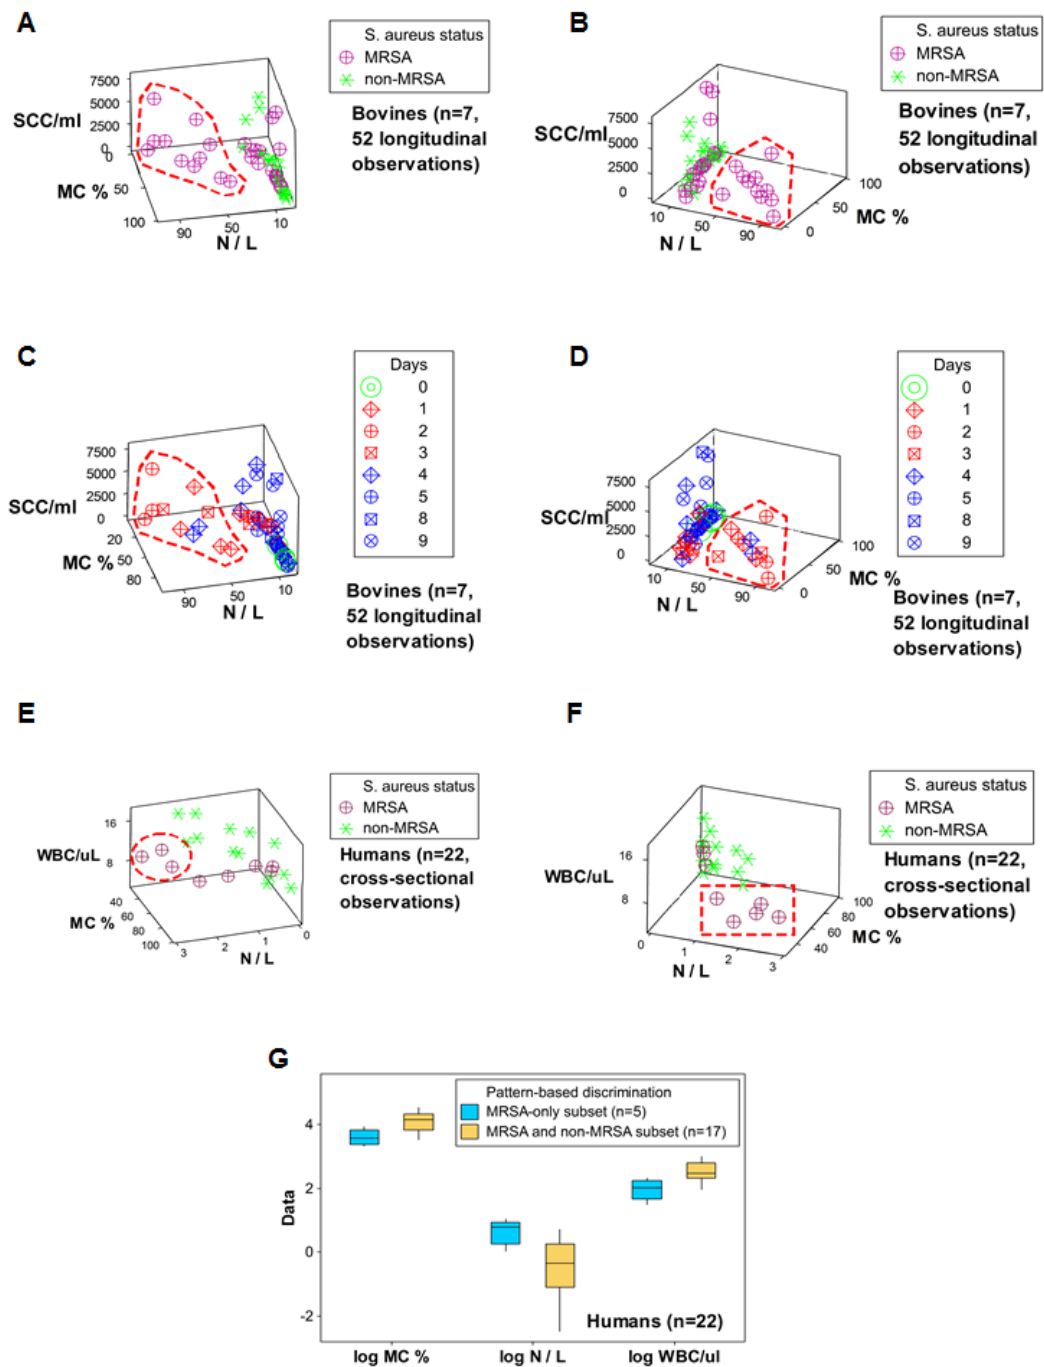 A
S. aureus status
MRSA
non-MRSA
Bovines (n=7,
52 longitudinal
observations)
7500
5000
2500
0
SCC/ml
0
50
100
MC %
90
50
10
N / L
B
S. aureus status
MRSA
non-MRSA
Bovines (n=7,
52 longitudinal
observations)
7500
5000
2500
0
SCC/ml
10
50
90
N / L
0
50
100
MC %
C
Days
0
1
2
3
4
5
8
9
Bovines (n=7,
52 longitudinal
observations)
7500
5000
2500
0
SCC/ml
20
50
80
MC %
90
50
10
N / L
D
Days
0
1
2
3
4
5
8
9
Bovines (n=7,
52 longitudinal
observations)
7500
5000
2500
0
SCC/ml
10
50
90
N / L
0
50
100
MC %
E
S. aureus status
MRSA
non-MRSA
Humans (n=22,
cross-sectional
observations)
16
8
WBC/uL
40
60
80
100
MC %
3
2
1
0
N / L
F
S. aureus status
MRSA
non-MRSA
Humans (n=22,
cross-sectional
observations)
16
8
WBC/uL
0
1
2
3
N / L
40
60
80
100
MC %
G
Pattern-based discrimination
MRSA-only subset (n=5)
MRSA and non-MRSA subset (n=17)
4
2
0
-2
Data
Humans (n=22)
log MC %
log N / L
log WBC/ul